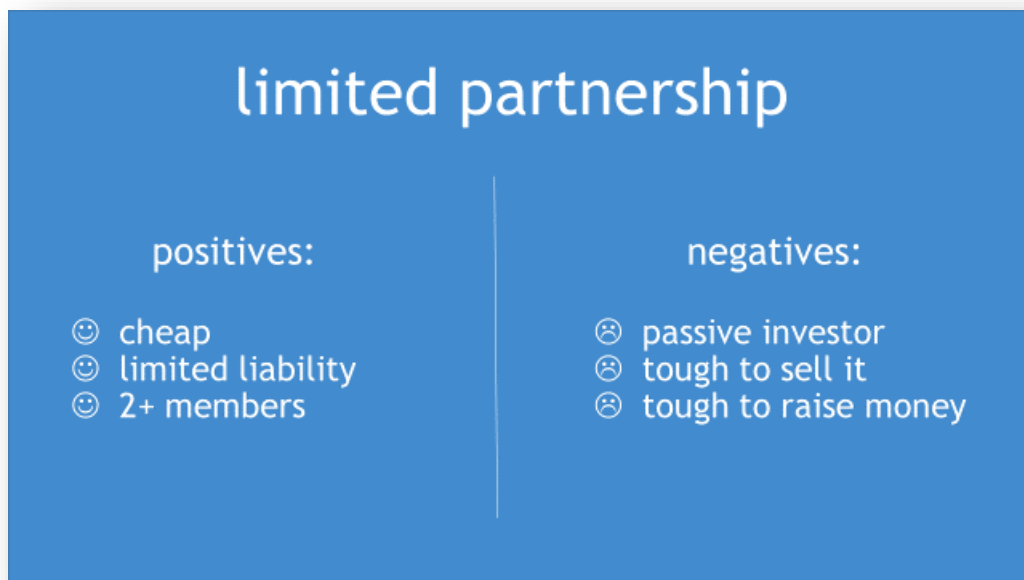 limited partnership
positives:
☺ cheap
☺ limited liability
☺ 2+ members
negatives:
☹ passive investor
☹ tough to sell it
☹ tough to raise money